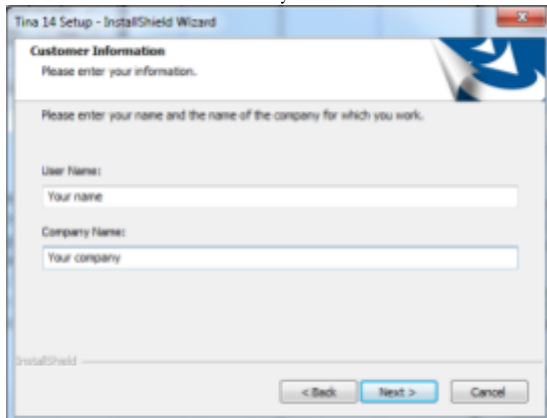 Tina 14 Setup - InstallShield Wizard
Customer Information
Please enter your information.
Please enter your name and the name of the company for which you work.
User Name:
Your name
Company Name:
Your company
InstallShield
< Back
Next >
Cancel